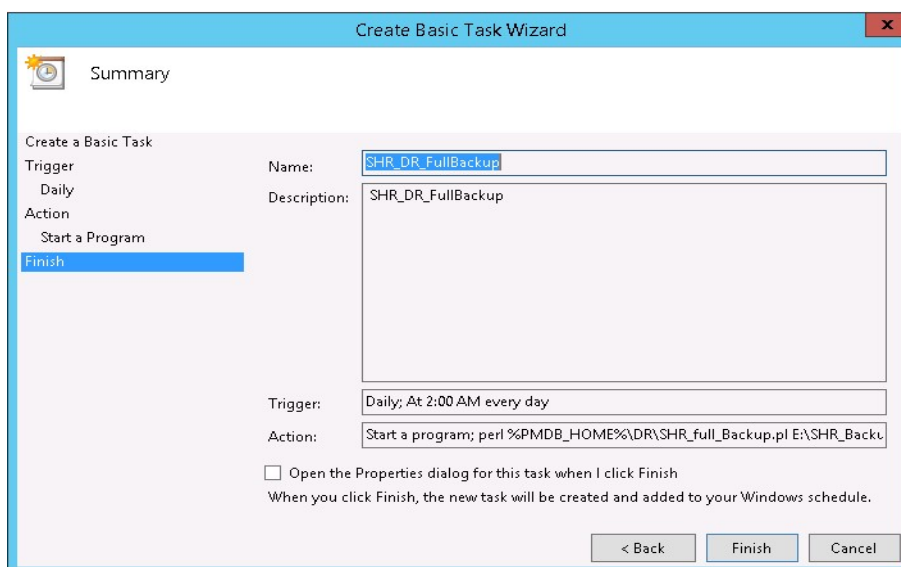 Create Basic Task Wizard
x
Summary
Create a Basic Task
Trigger
Daily
Action
Start a Program
Finish
Name:
SHR_DR_FullBackup
Description:
SHR_DR_FullBackup
Trigger:
Daily; At 2:00 AM every day
Action:
Start a program; perl %PMDB_HOME%\DR\SHR_full_Backup.pl E:\SHR_Backu
Open the Properties dialog for this task when I click Finish
When you click Finish, the new task will be created and added to your Windows schedule.
< Back
Finish
Cancel